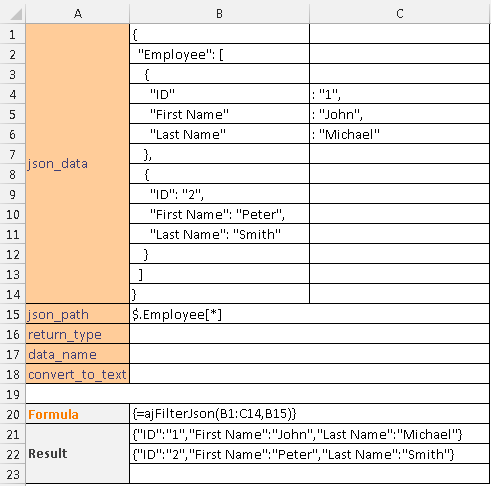 A B C
1 {
2 "Employee": [
3 {
4 "ID" : "1",
5 "First Name" : "John",
6 "Last Name" : "Michael"
7 },
json_data
8 {
9 "ID": "2",
10 "First Name": "Peter",
11 "Last Name": "Smith"
12 }
13 ]
14 }
15 json_path $.Employee[*]
16 return_type
17 data_name
18 convert_to_text
19
20 Formula {=ajFilterJson(B1:C14,B15)}
21 {"ID":"1","First Name":"John","Last Name":"Michael"}
22 Result {"ID":"2","First Name":"Peter","Last Name":"Smith"}
23